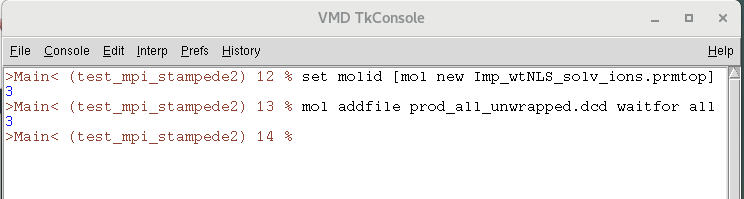 VMD TkConsole
File Console Edit Interp Prefs History Help
>Main< (test_mpi_stampede2) 12 % set molid [mol new Imp_wtNLS_solv_ions.prmtop]
3
>Main< (test_mpi_stampede2) 13 % mol addfile prod_all_unwrapped.dcd waitfor all
3
>Main< (test_mpi_stampede2) 14 %